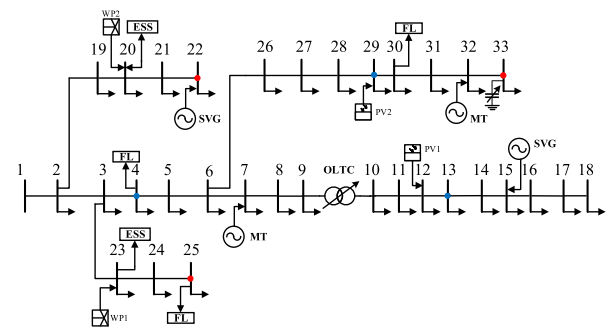 WP2 ESS FL
19 20 21 22 26 27 28 29 30 31 32 33
SVG PV2 MT
FL PV1 SVG
1 2 3 4 5 6 7 8 9 OLTC 10 11 12 13 14 15 16 17 18
MT
ESS
23 24 25
WP1 FL